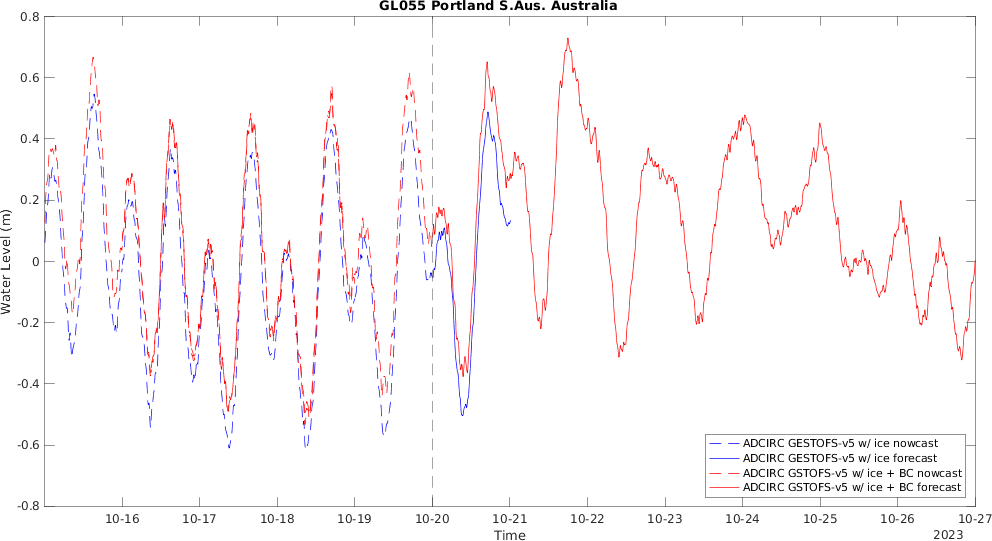 GL055 Portland S.Aus. Australia
0.8
0.6
0.4
0.2
0
-0.2
-0.4
-0.6
-0.8
Water Level (m)
10-16 10-17 10-18 10-19 10-20 10-21 10-22 10-23 10-24 10-25 10-26 10-27
Time
2023
ADCIRC GESTOFS-v5 w/ ice nowcast
ADCIRC GESTOFS-v5 w/ ice forecast
ADCIRC GSTOFS-v5 w/ ice + BC nowcast
ADCIRC GSTOFS-v5 w/ ice + BC forecast